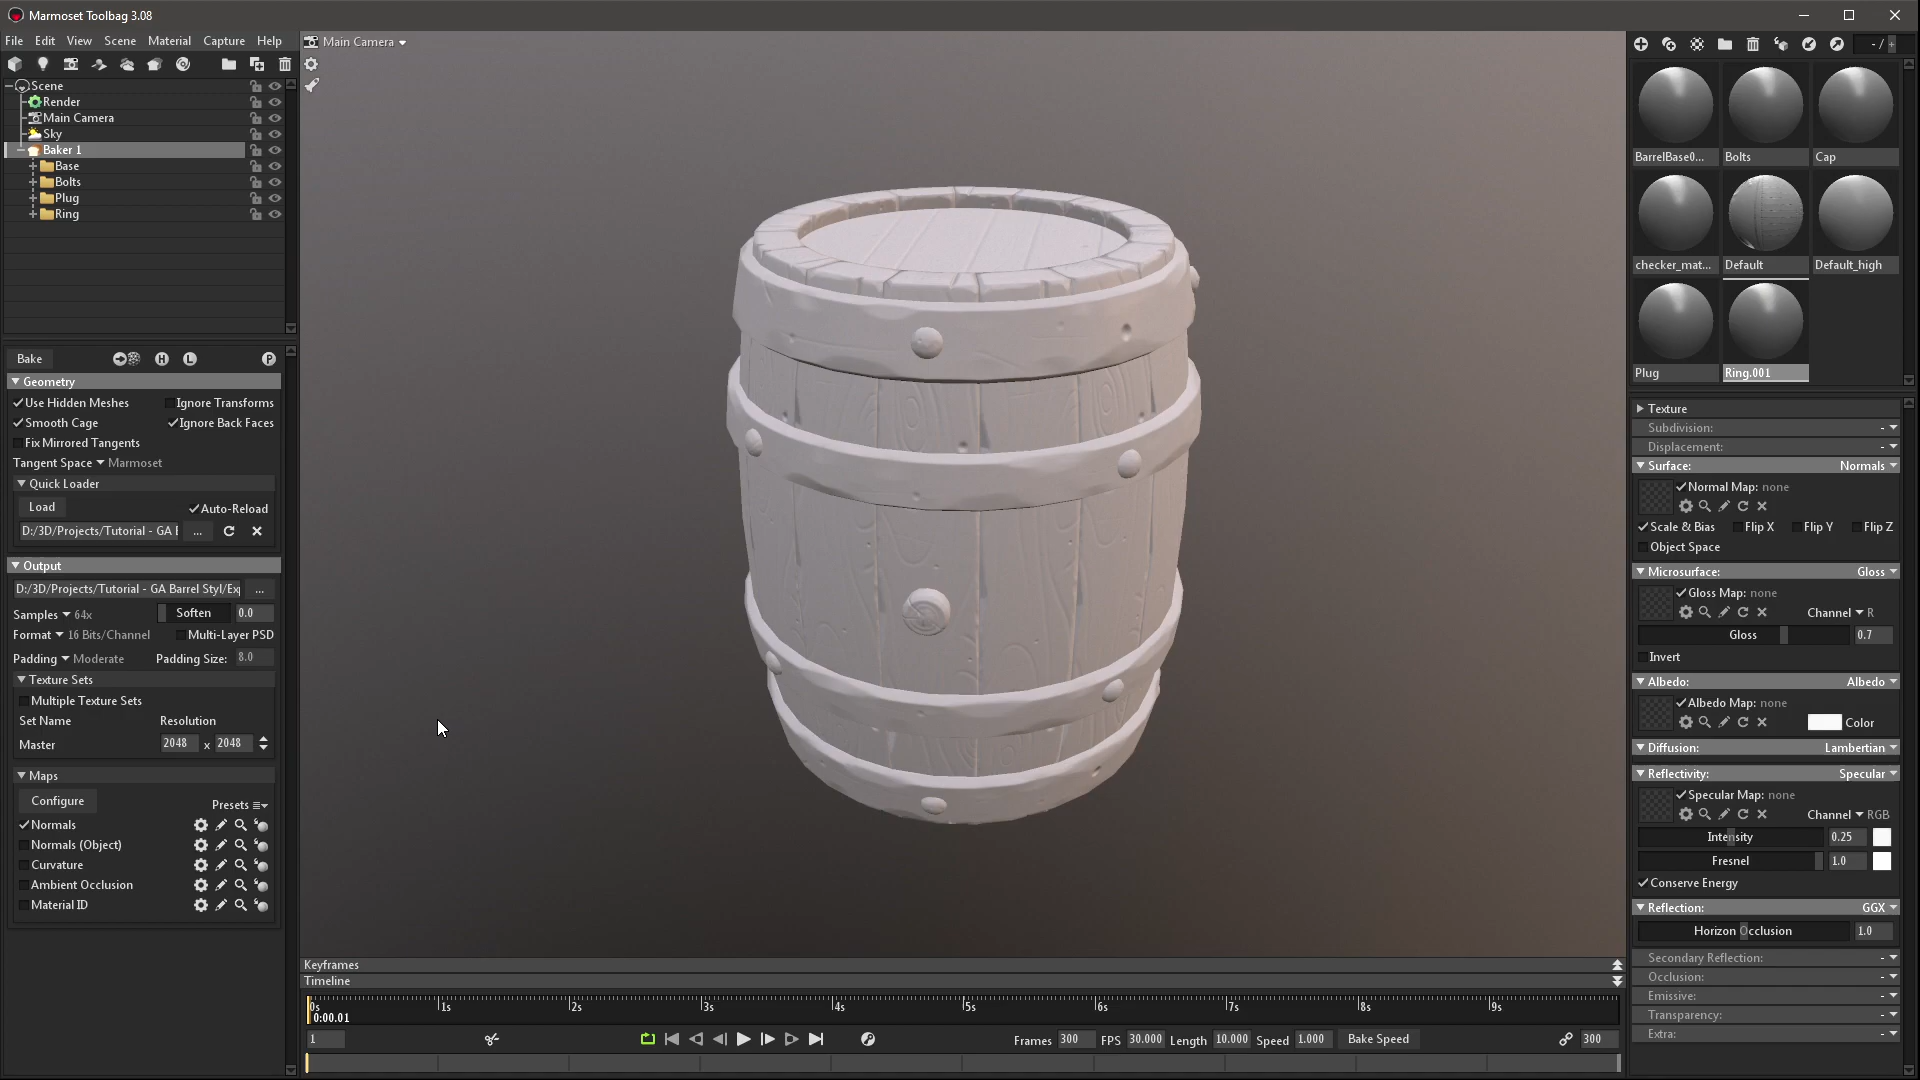 Marmoset Toolbag 3.08
File Edit View Scene Material Capture Help
Main Camera
- /
Scene
Render
Main Camera
Sky
Baker 1
Base
Bolts
Plug
Ring
Bake H L P
Geometry
Use Hidden Meshes Ignore Transforms
Smooth Cage Ignore Back Faces
Fix Mirrored Tangents
Tangent Space Marmoset
Quick Loader
Load Auto-Reload
D:/3D/Projects/Tutorial - GA E ...
Output
D:/3D/Projects/Tutorial - GA Barrel Styl/Ex ...
Samples 64x Soften 0.0
Format 16 Bits/Channel Multi-Layer PSD
Padding Moderate Padding Size: 8.0
Texture Sets
Multiple Texture Sets
Set Name Resolution
Master 2048 x 2048
Maps
Configure Presets
Normals
Normals (Object)
Curvature
Ambient Occlusion
Material ID
Keyframes
Timeline
0s 1s 2s 3s 4s 5s 6s 7s 8s 9s
0:00.01
1 Frames 300 FPS 30.000 Length 10.000 Speed 1.000 Bake Speed 300
BarrelBase0... Bolts Cap
checker_mat... Default Default_high
Plug Ring.001
Texture
Subdivision: -
Displacement: -
Surface: Normals
Normal Map: none
Scale & Bias Flip X Flip Y Flip Z
Object Space
Microsurface: Gloss
Gloss Map: none
Channel R
Gloss 0.7
Invert
Albedo: Albedo
Albedo Map: none
Color
Diffusion: Lambertian
Reflectivity: Specular
Specular Map: none
Channel RGB
Intensity 0.25
Fresnel 1.0
Conserve Energy
Reflection: GGX
Horizon Occlusion 1.0
Secondary Reflection: -
Occlusion: -
Emissive: -
Transparency: -
Extra: -